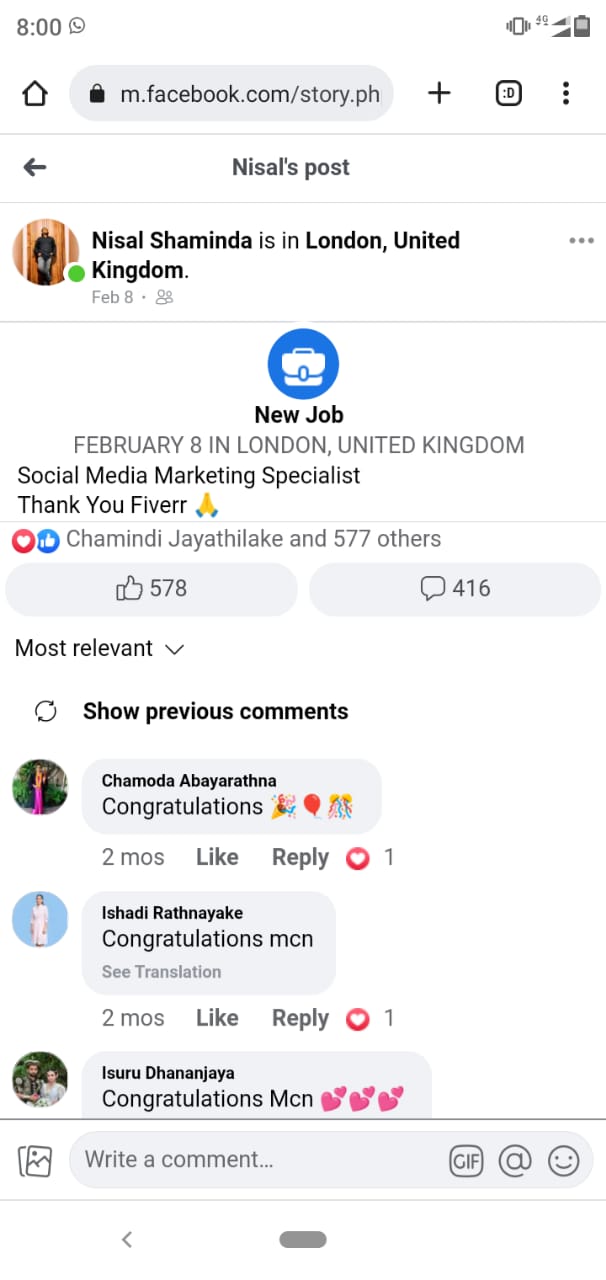 8:00
4G
m.facebook.com/story.ph
:D
Nisal's post
Nisal Shaminda is in London, United
Kingdom.
Feb 8 ·
New Job
FEBRUARY 8 IN LONDON, UNITED KINGDOM
Social Media Marketing Specialist
Thank You Fiverr 🙏
Chamindi Jayathilake and 577 others
578
416
Most relevant
Show previous comments
Chamoda Abayarathna
Congratulations 🎉🎈🎊
2 mos Like Reply 1
Ishadi Rathnayake
Congratulations mcn
See Translation
2 mos Like Reply 1
Isuru Dhananjaya
Congratulations Mcn 💕💕💕
Write a comment...
GIF